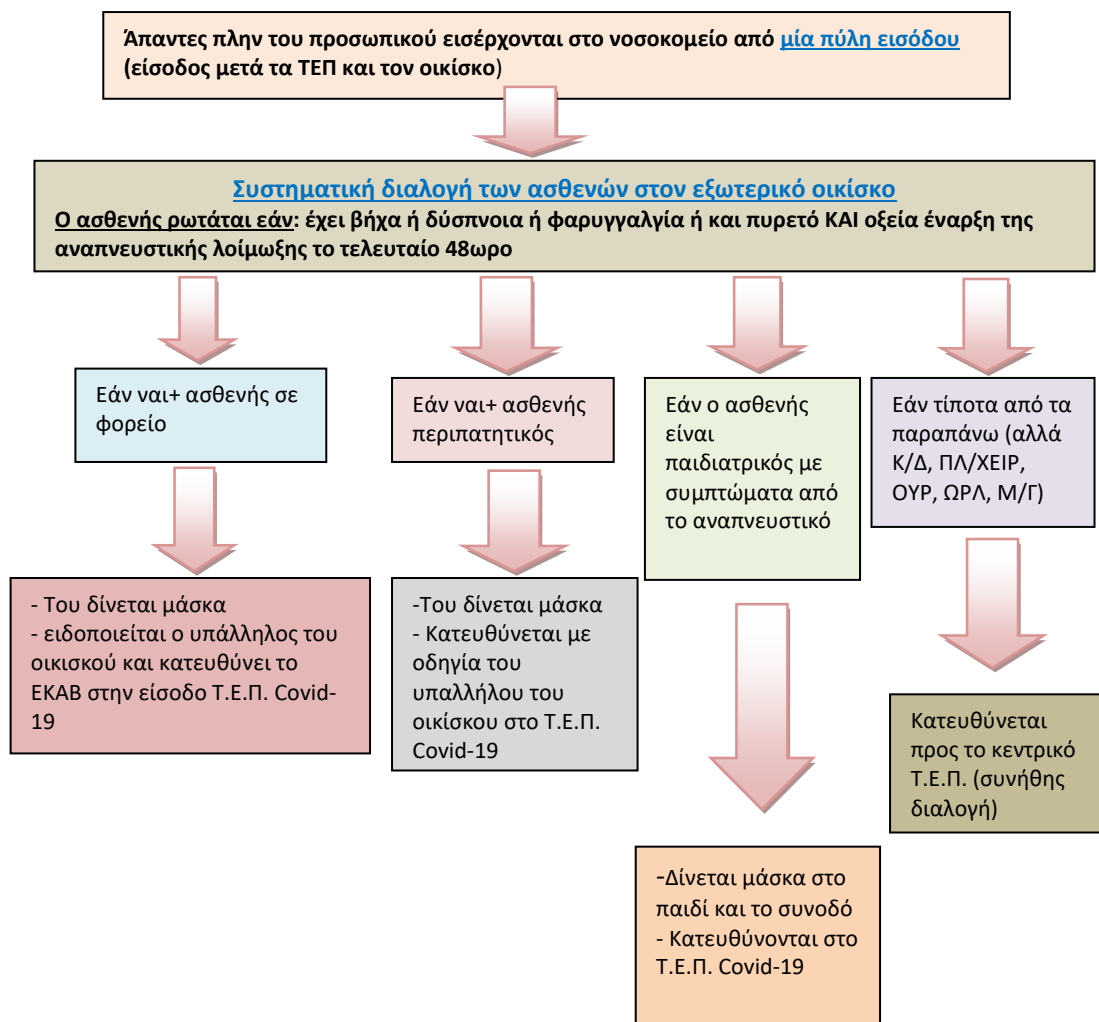 Άπαντες πλην του προσωπικού εισέρχονται στο νοσοκομείο από μία πύλη εισόδου
(είσοδος μετά τα ΤΕΠ και τον οικίσκο)
Συστηματική διαλογή των ασθενών στον εξωτερικό οικίσκο
Ο ασθενής ρωτάται εάν: έχει βήχα ή δύσπνοια ή φαρυγγαλγία ή και πυρετό ΚΑΙ οξεία έναρξη της
αναπνευστικής λοίμωξης το τελευταίο 48ωρο
Εάν ναι+ ασθενής σε
φορείο
Εάν ναι+ ασθενής
περιπατητικός
Εάν ο ασθενής
είναι
παιδιατρικός με
συμπτώματα από
το αναπνευστικό
Εάν τίποτα από τα
παραπάνω (αλλά
Κ/Δ, ΠΛ/ΧΕΙΡ,
ΟΥΡ, ΩΡΛ, Μ/Γ)
- Του δίνεται μάσκα
- ειδοποιείται ο υπάλληλος του
οικισκού και κατευθύνει το
ΕΚΑΒ στην είσοδο Τ.Ε.Π. Covid-
19
-Του δίνεται μάσκα
- Κατευθύνεται με
οδηγία του
υπαλλήλου του
οικίσκου στο Τ.Ε.Π.
Covid-19
Κατευθύνεται
προς το κεντρικό
Τ.Ε.Π. (συνήθης
διαλογή)
-Δίνεται μάσκα στο
παιδί και το συνοδό
- Κατευθύνονται στο
Τ.Ε.Π. Covid-19